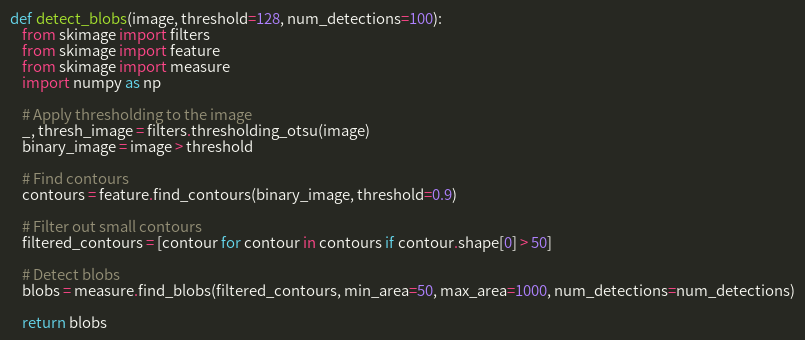 def detect_blobs(image, threshold=128, num_detections=100):
from skimage import filters
from skimage import feature
from skimage import measure
import numpy as np
# Apply thresholding to the image
_, thresh_image = filters.thresholding_otsu(image)
binary_image = image > threshold
# Find contours
contours = feature.find_contours(binary_image, threshold=0.9)
# Filter out small contours
filtered_contours = [contour for contour in contours if contour.shape[0] > 50]
# Detect blobs
blobs = measure.find_blobs(filtered_contours, min_area=50, max_area=1000, num_detections=num_detections)
return blobs